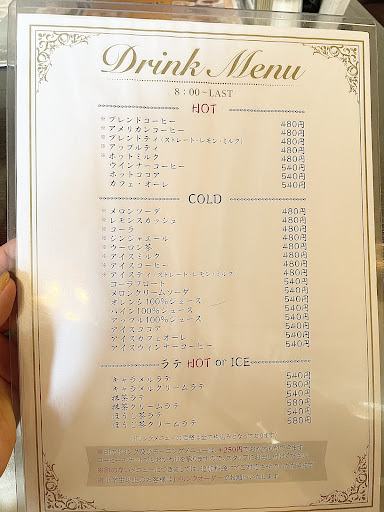 Drink Menu
8:00~LAST
HOT
※ブレンドコーヒー 480円
※アメリカンコーヒー 480円
※ブレンドティ(ストレート・レモン・ミルク) 480円
※アップルティ 480円
※ホットミルク 480円
ウインナーコーヒー 540円
ホットココア 540円
カフェ・オーレ 540円
COLD
※メロンソーダ 480円
※レモンスカッシュ 480円
※コーラ 480円
※ジンジャエール 480円
※ウーロン茶 480円
※アイスミルク 480円
※アイスコーヒー 480円
※アイスティ(ストレート・レモン・ミルク) 480円
コーラフロート 540円
メロンクリームソーダ 540円
オレンジ100%ジュース 540円
パイン100%ジュース 540円
アップル100%ジュース 540円
アイスココア 540円
アイスカフェオーレ 540円
アイスウィンナーコーヒー 540円
ラテ HOT or ICE
キャラメルラテ 540円
キャラメルクリームラテ 580円
抹茶ラテ 540円
抹茶クリームラテ 580円
ほうじ茶ラテ 540円
ほうじ茶クリームラテ 580円
+250円